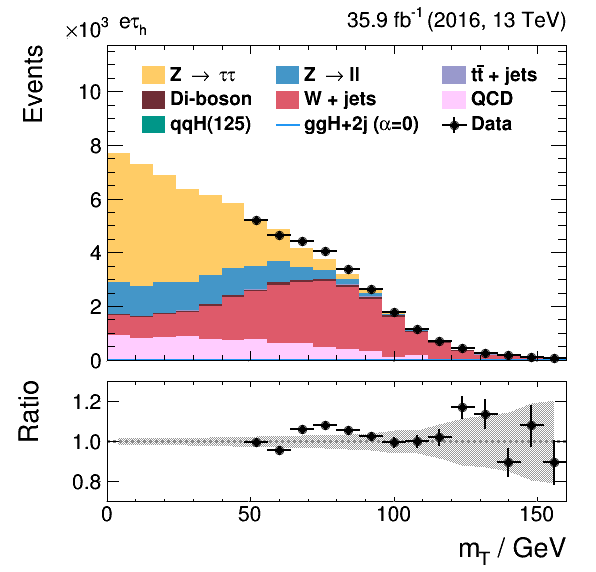 ×10³ eτh 35.9 fb⁻¹ (2016, 13 TeV)
Events
10
8
6
4
2
0
Z → ττ Z → ll tt̄ + jets
Di-boson W + jets QCD
qqH(125) ggH+2j (α=0) Data
Ratio
1.2
1.0
0.8
0 50 100 150
m_T / GeV